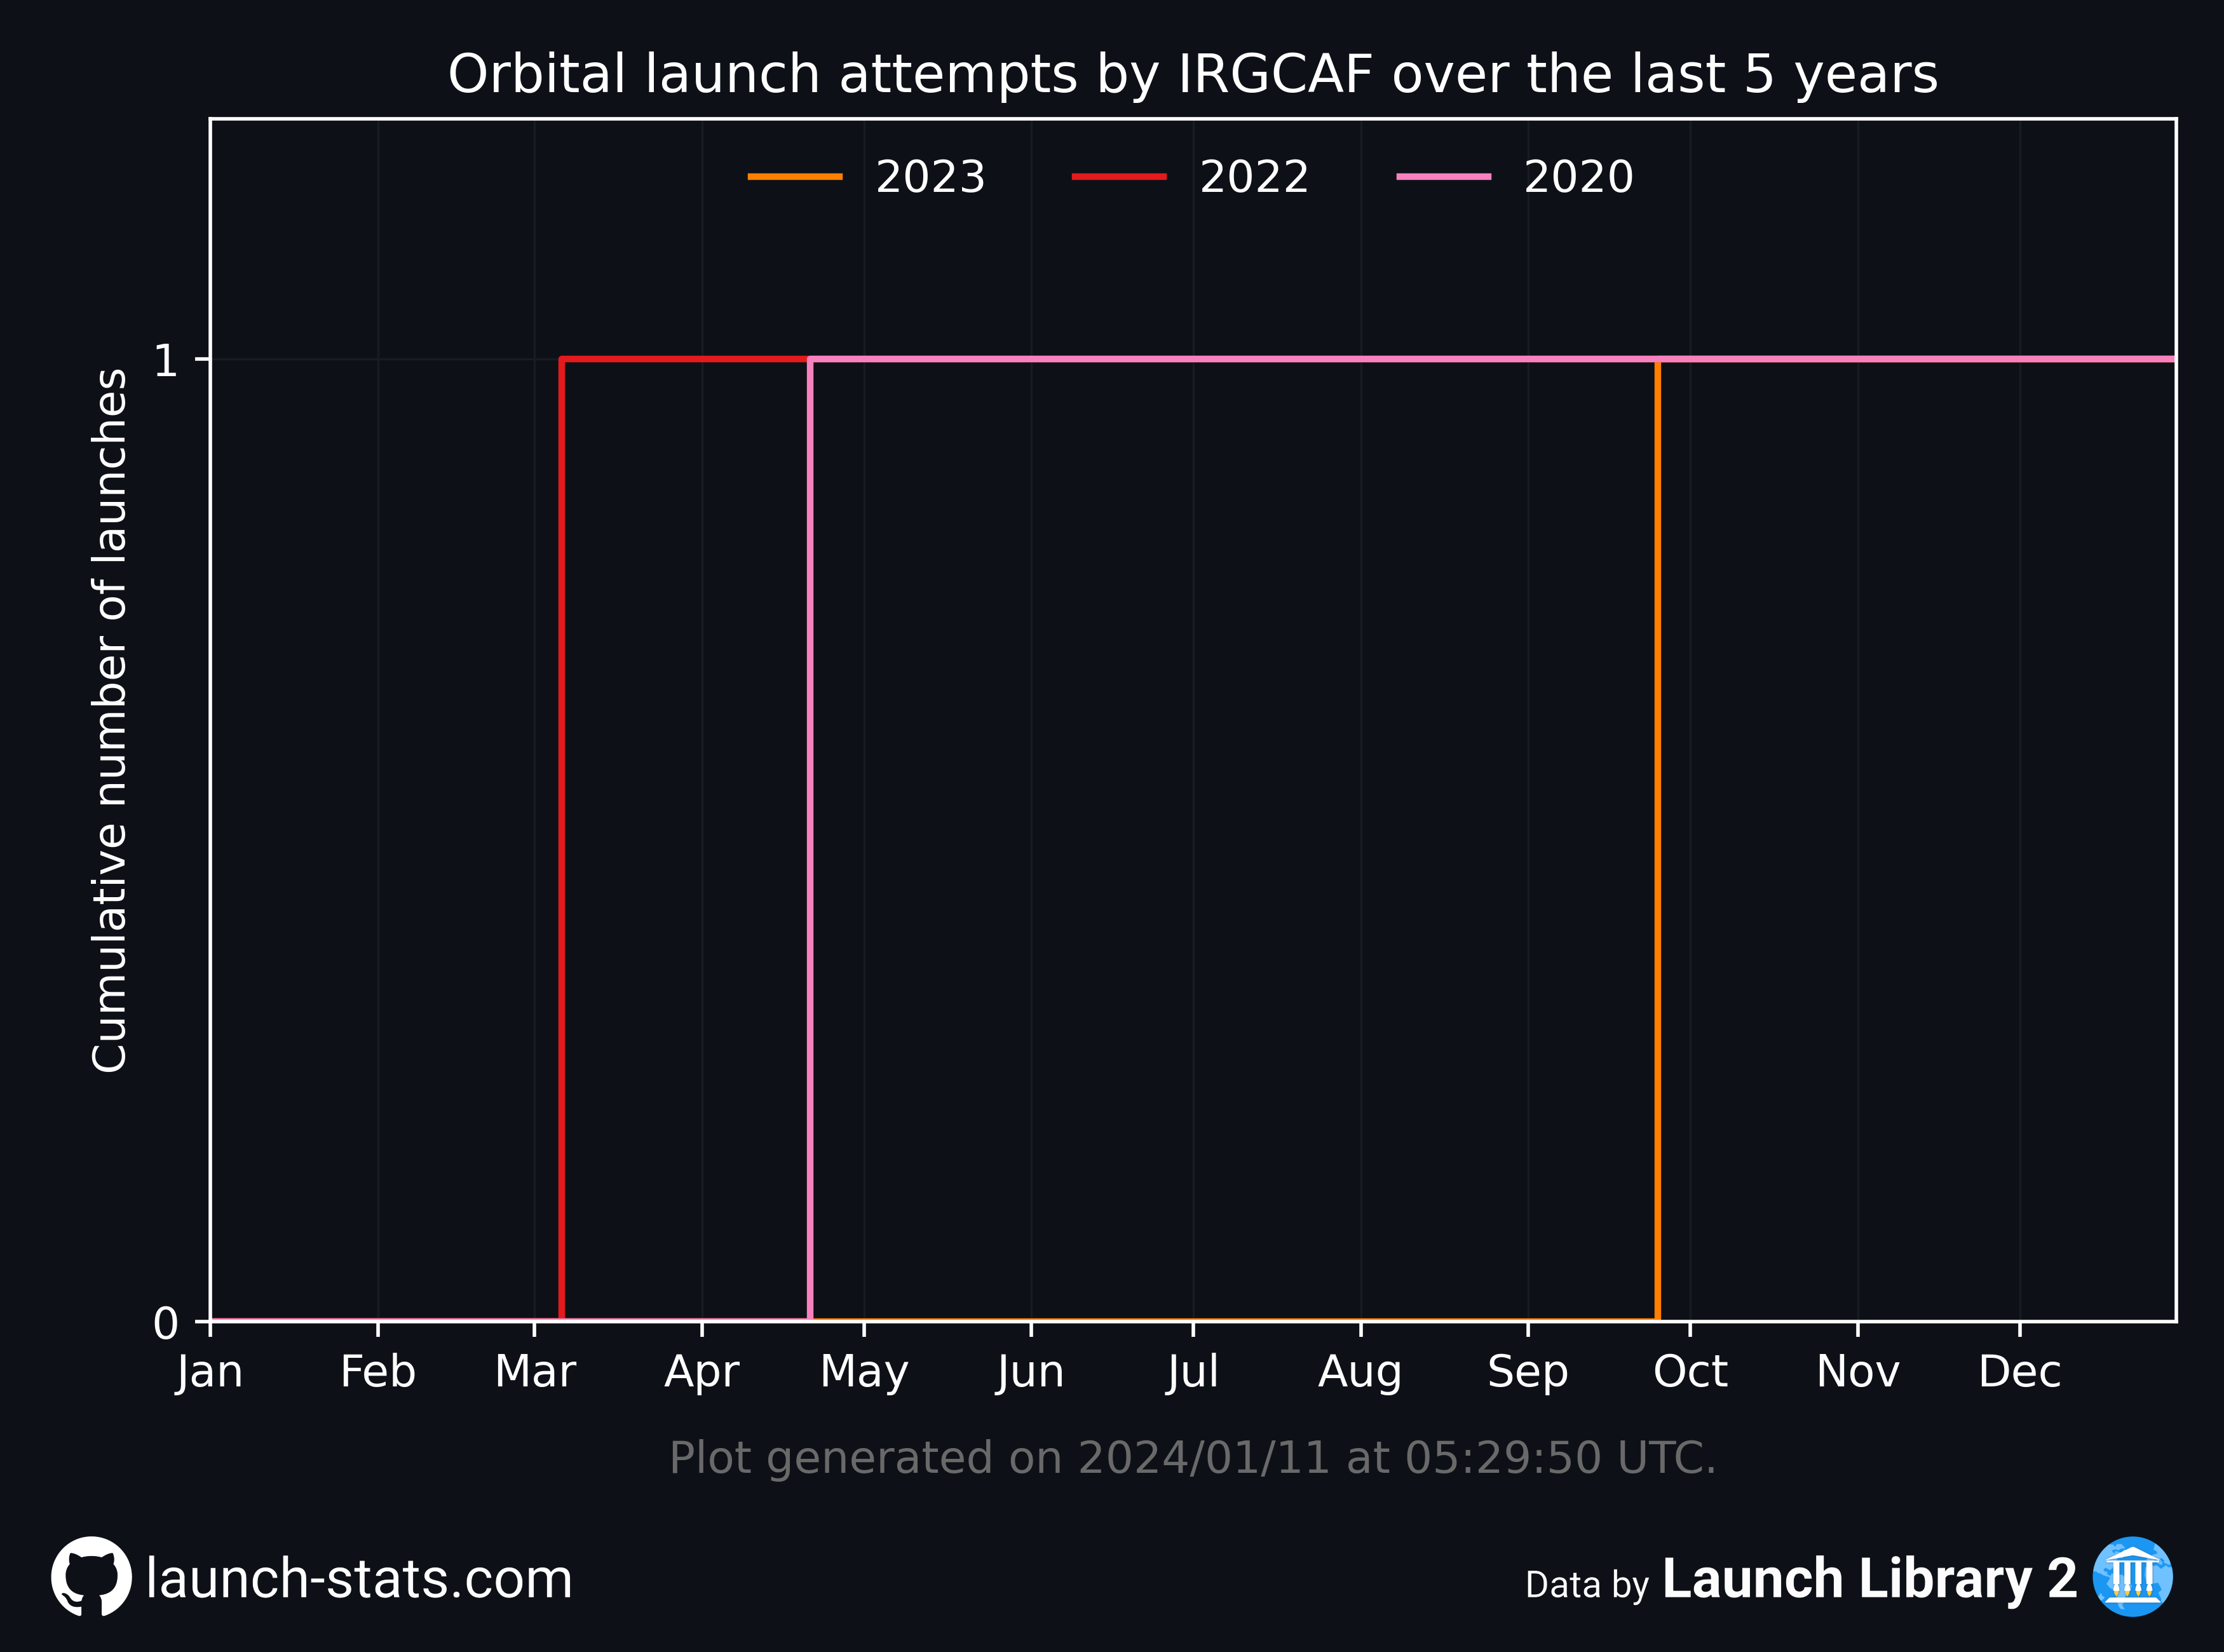 Orbital launch attempts by IRGCAF over the last 5 years
2023 2022 2020
Cumulative number of launches
1
0
Jan Feb Mar Apr May Jun Jul Aug Sep Oct Nov Dec
Plot generated on 2024/01/11 at 05:29:50 UTC.
launch-stats.com
Data by Launch Library 2